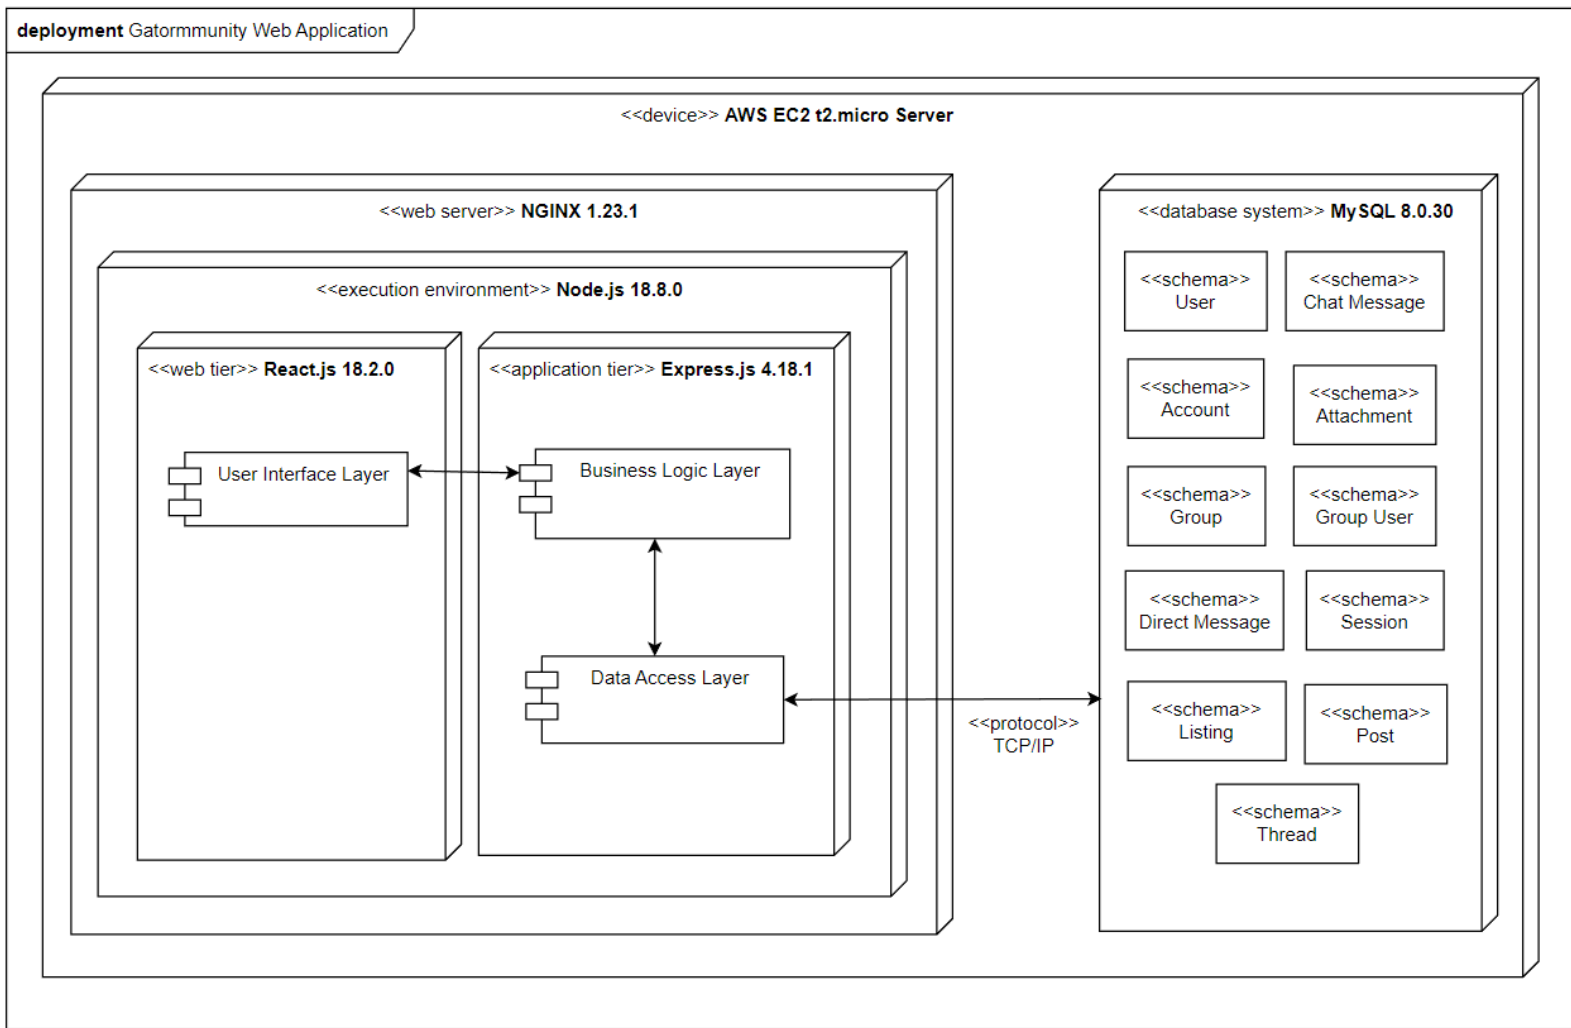 deployment Gatormmunity Web Application
<<device>> AWS EC2 t2.micro Server
<<web server>> NGINX 1.23.1
<<execution environment>> Node.js 18.8.0
<<web tier>> React.js 18.2.0
User Interface Layer
<<application tier>> Express.js 4.18.1
Business Logic Layer
Data Access Layer
<<protocol>>
TCP/IP
<<database system>> MySQL 8.0.30
<<schema>>
User
<<schema>>
Chat Message
<<schema>>
Account
<<schema>>
Attachment
<<schema>>
Group
<<schema>>
Group User
<<schema>>
Direct Message
<<schema>>
Session
<<schema>>
Listing
<<schema>>
Post
<<schema>>
Thread